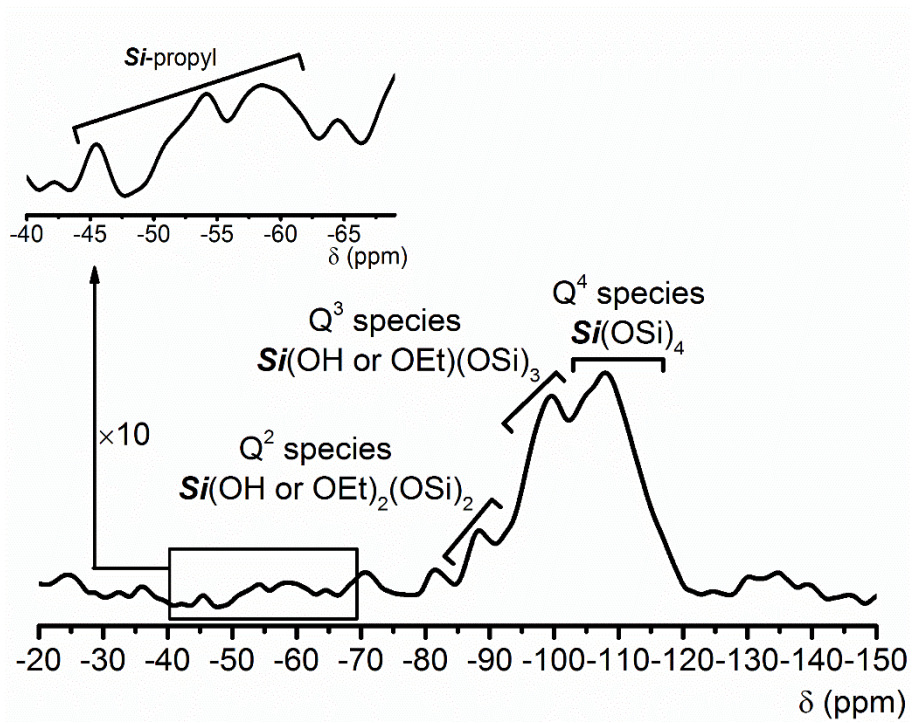 Si-propyl
-40 -45 -50 -55 -60 -65
δ (ppm)
Q⁴ species
Si(OSi)₄
Q³ species
Si(OH or OEt)(OSi)₃
×10
Q² species
Si(OH or OEt)₂(OSi)₂
-20 -30 -40 -50 -60 -70 -80 -90 -100 -110 -120 -130 -140 -150
δ (ppm)